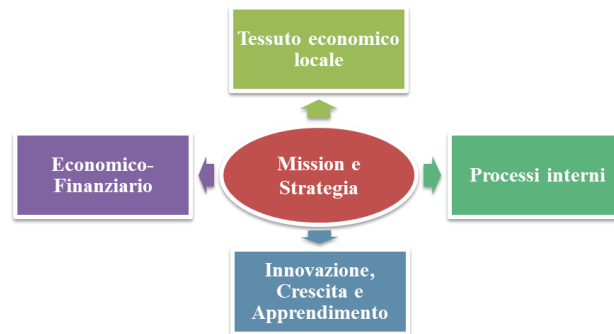 Tessuto economico
locale
Economico-
Finanziario
Mission e
Strategia
Processi interni
Innovazione,
Crescita e
Apprendimento